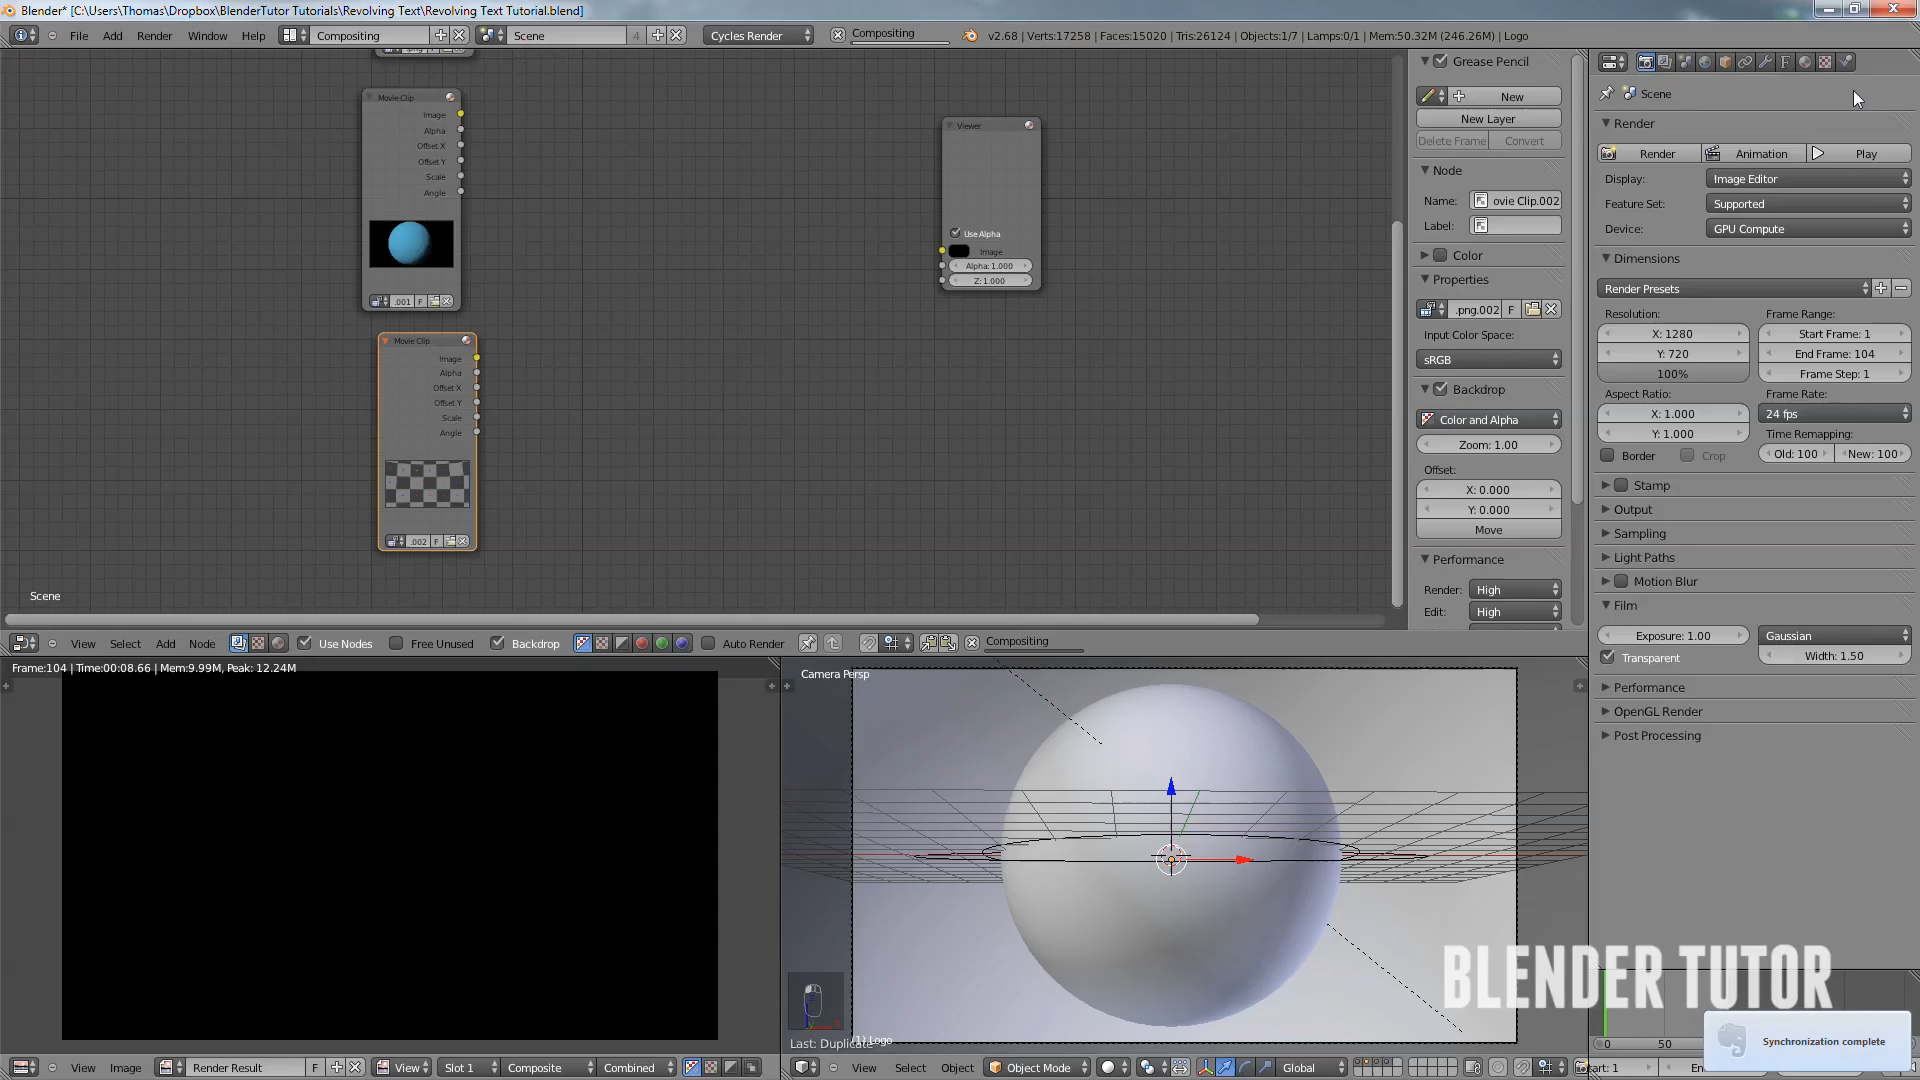 Blender* [C:\Users\Thomas\Dropbox\BlenderTutor Tutorials\Revolving Text\Revolving Text Tutorial.blend]
File Add Render Window Help Compositing Scene 4 Cycles Render Compositing v2.68 | Verts:17258 | Faces:15020 | Tris:26124 | Objects:1/7 | Lamps:0/1 | Mem:50.32M (246.26M) | Logo
Movie Clip
Image
Alpha
Offset X
Offset Y
Scale
Angle
.001 F
Movie Clip
Image
Alpha
Offset X
Offset Y
Scale
Angle
.002 F
Viewer
Use Alpha
Image
Alpha: 1.000
Z: 1.000
Scene
Grease Pencil
New
New Layer
Delete Frame Convert
Node
Name: ovie Clip.002
Label:
Color
Properties
.png.002 F
Input Color Space:
sRGB
Backdrop
Color and Alpha
Zoom: 1.00
Offset:
X: 0.000
Y: 0.000
Move
Performance
Render: High
Edit: High
Scene
Render
Render Animation Play
Display: Image Editor
Feature Set: Supported
Device: GPU Compute
Dimensions
Render Presets
Resolution: Frame Range:
X: 1280 Start Frame: 1
Y: 720 End Frame: 104
100% Frame Step: 1
Aspect Ratio: Frame Rate:
X: 1.000 24 fps
Y: 1.000 Time Remapping:
Border Crop Old: 100 New: 100
Stamp
Output
Sampling
Light Paths
Motion Blur
Film
Exposure: 1.00 Gaussian
Transparent Width: 1.50
Performance
OpenGL Render
Post Processing
View Select Add Node Use Nodes Free Unused Backdrop Auto Render Compositing
Frame:104 | Time:00:08.66 | Mem:9.99M, Peak: 12.24M
Camera Persp
Last: Duplicate
(1) Logo
BLENDER TUTOR
Synchronization complete
0 50
View Image Render Result F View Slot 1 Composite Combined
View Select Object Object Mode Global
art: 1 En